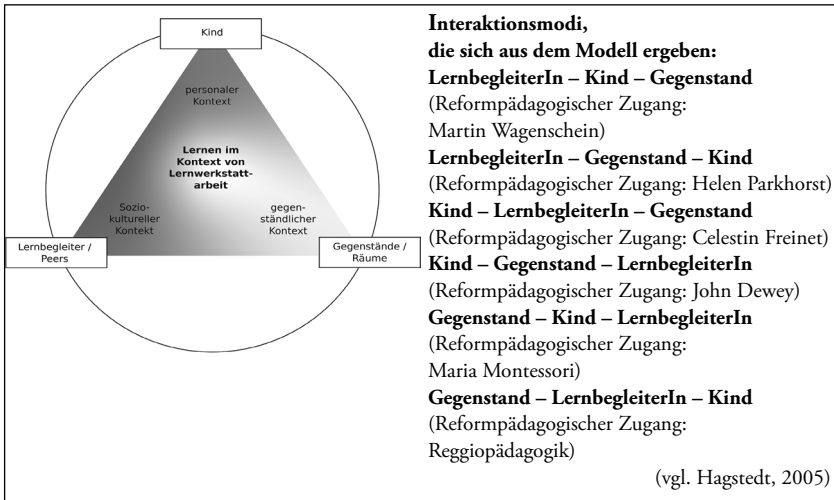 Kind
personaler
Kontext
Lernen im
Kontext von
Lernwerkstatt-
arbeit
Sozio-
kultureller
Kontekt
gegen-
ständlicher
Kontext
Lernbegleiter /
Peers
Gegenstände /
Räume
Interaktionsmodi,
die sich aus dem Modell ergeben:
LernbegleiterIn – Kind – Gegenstand
(Reformpädagogischer Zugang:
Martin Wagenschein)
LernbegleiterIn – Gegenstand – Kind
(Reformpädagogischer Zugang: Helen Parkhorst)
Kind – LernbegleiterIn – Gegenstand
(Reformpädagogischer Zugang: Celestin Freinet)
Kind – Gegenstand – LernbegleiterIn
(Reformpädagogischer Zugang: John Dewey)
Gegenstand – Kind – LernbegleiterIn
(Reformpädagogischer Zugang:
Maria Montessori)
Gegenstand – LernbegleiterIn – Kind
(Reformpädagogischer Zugang:
Reggiopädagogik)
(vgl. Hagstedt, 2005)